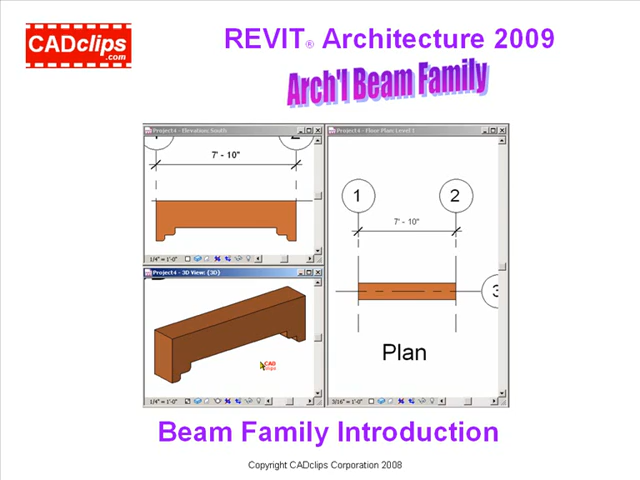 REVIT® Architecture 2009
CADclips
.com
Arch'l Beam Family
Project4 - Elevation: South
7' - 10"
1/4" = 1'-0"
Project4 - Floor Plan: Level 1
1
2
7' - 10"
3
Plan
3/16" = 1'-0"
Project4 - 3D View: {3D}
CAD
clips
1/4" = 1'-0"
Beam Family Introduction
Copyright CADclips Corporation 2008